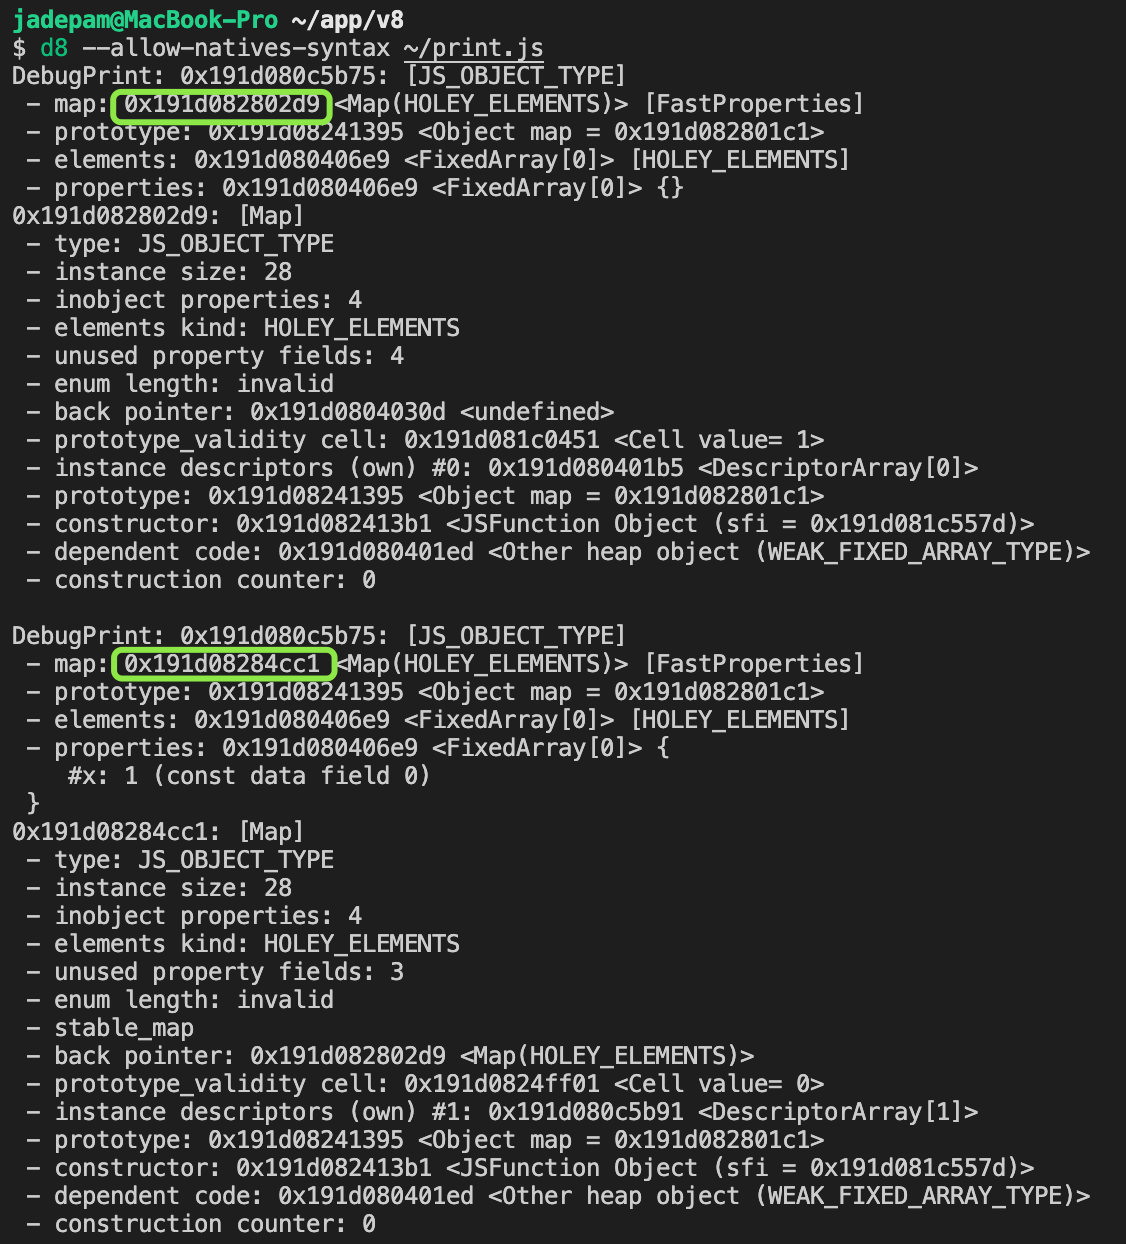 jadepam@MacBook-Pro ~/app/v8
$ d8 --allow-natives-syntax ~/print.js
DebugPrint: 0x191d080c5b75: [JS_OBJECT_TYPE]
 - map: 0x191d082802d9 <Map(HOLEY_ELEMENTS)> [FastProperties]
 - prototype: 0x191d08241395 <Object map = 0x191d082801c1>
 - elements: 0x191d080406e9 <FixedArray[0]> [HOLEY_ELEMENTS]
 - properties: 0x191d080406e9 <FixedArray[0]> {}
0x191d082802d9: [Map]
 - type: JS_OBJECT_TYPE
 - instance size: 28
 - inobject properties: 4
 - elements kind: HOLEY_ELEMENTS
 - unused property fields: 4
 - enum length: invalid
 - back pointer: 0x191d0804030d <undefined>
 - prototype_validity cell: 0x191d081c0451 <Cell value= 1>
 - instance descriptors (own) #0: 0x191d080401b5 <DescriptorArray[0]>
 - prototype: 0x191d08241395 <Object map = 0x191d082801c1>
 - constructor: 0x191d082413b1 <JSFunction Object (sfi = 0x191d081c557d)>
 - dependent code: 0x191d080401ed <Other heap object (WEAK_FIXED_ARRAY_TYPE)>
 - construction counter: 0

DebugPrint: 0x191d080c5b75: [JS_OBJECT_TYPE]
 - map: 0x191d08284cc1 <Map(HOLEY_ELEMENTS)> [FastProperties]
 - prototype: 0x191d08241395 <Object map = 0x191d082801c1>
 - elements: 0x191d080406e9 <FixedArray[0]> [HOLEY_ELEMENTS]
 - properties: 0x191d080406e9 <FixedArray[0]> {
    #x: 1 (const data field 0)
 }
0x191d08284cc1: [Map]
 - type: JS_OBJECT_TYPE
 - instance size: 28
 - inobject properties: 4
 - elements kind: HOLEY_ELEMENTS
 - unused property fields: 3
 - enum length: invalid
 - stable_map
 - back pointer: 0x191d082802d9 <Map(HOLEY_ELEMENTS)>
 - prototype_validity cell: 0x191d0824ff01 <Cell value= 0>
 - instance descriptors (own) #1: 0x191d080c5b91 <DescriptorArray[1]>
 - prototype: 0x191d08241395 <Object map = 0x191d082801c1>
 - constructor: 0x191d082413b1 <JSFunction Object (sfi = 0x191d081c557d)>
 - dependent code: 0x191d080401ed <Other heap object (WEAK_FIXED_ARRAY_TYPE)>
 - construction counter: 0